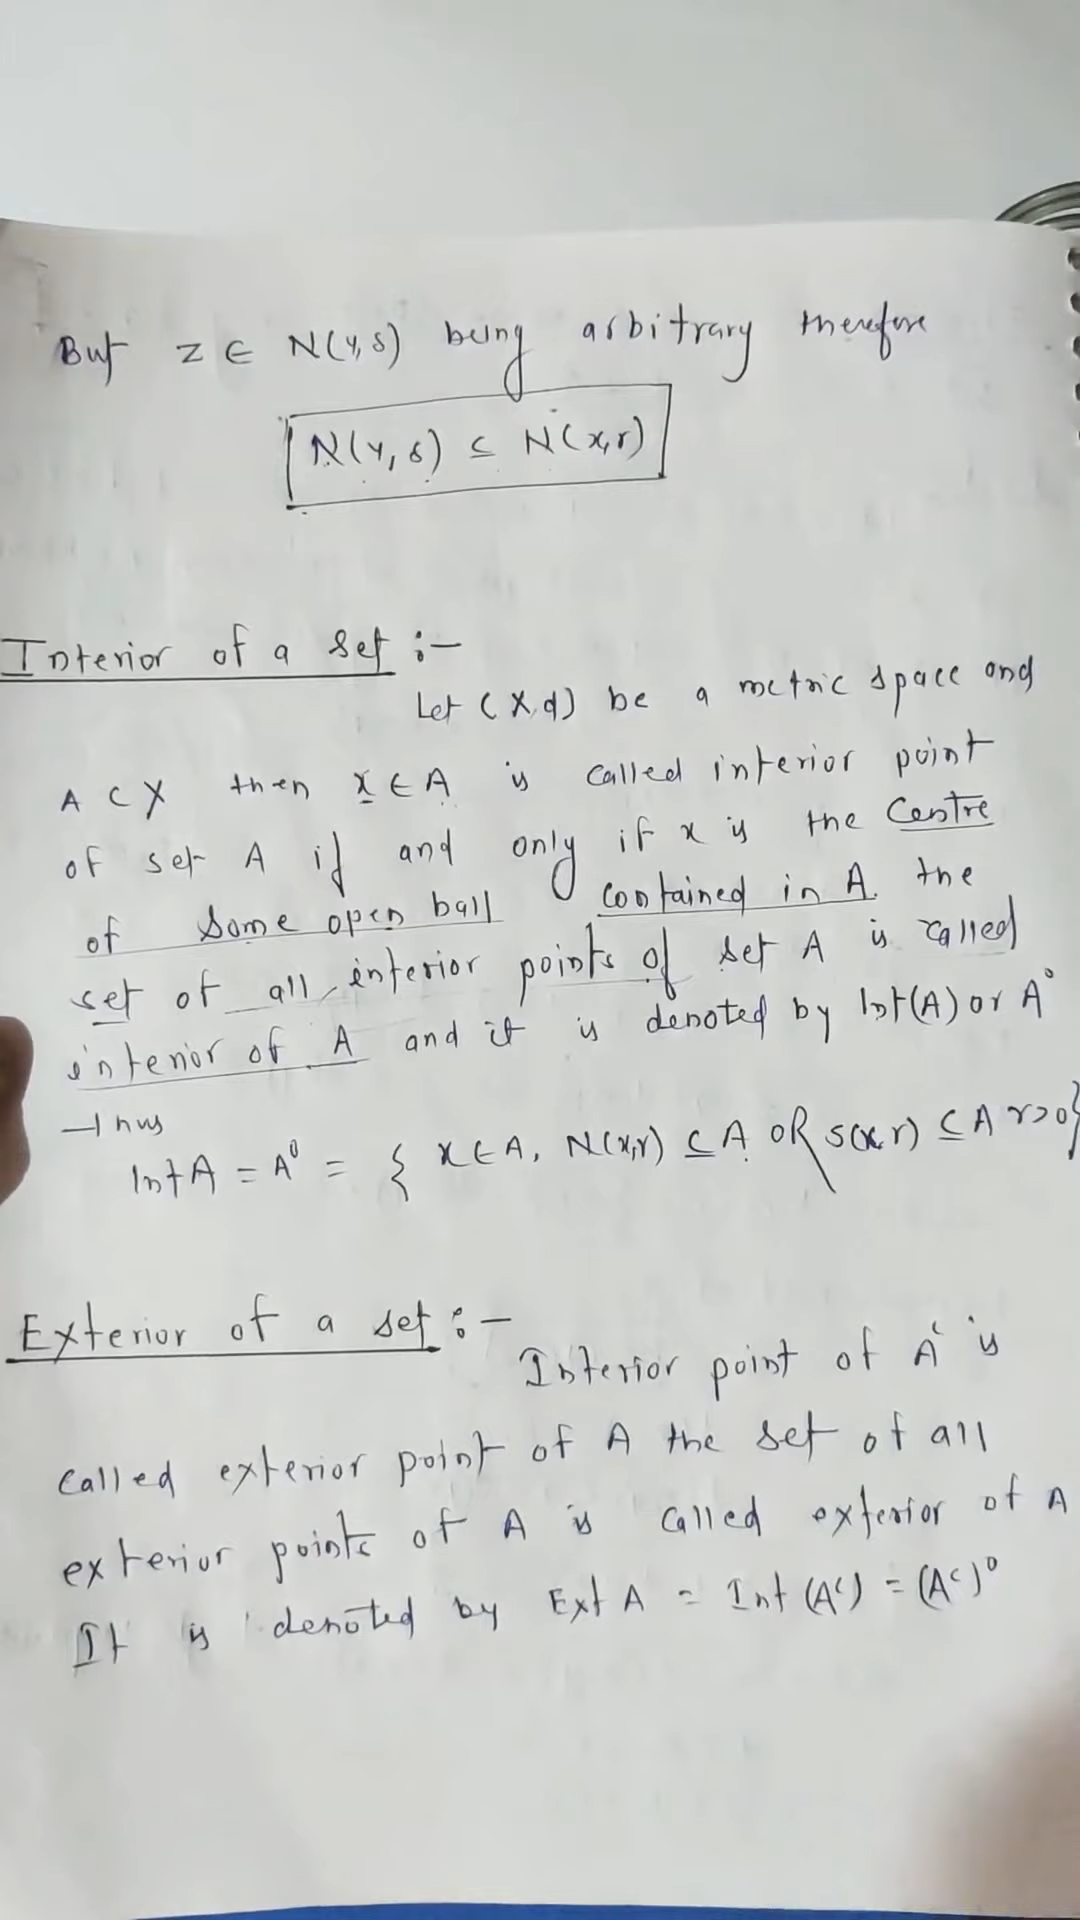 But z ∈ N(y,s) being arbitrary therefore
N(y,s) ⊆ N(x,r)
Interior of a set :-
Let (X,d) be a metric space and
A ⊂ X then x ∈ A is called interior point
of set A if and only if x is the Centre
of some open ball contained in A. the
set of all interior points of set A is called
interior of A and it is denoted by Int(A) or A°
Thus
Int A = A° = { x ∈ A, N(x,r) ⊆ A OR S(x,r) ⊆ A r>0}
Exterior of a set :-
Interior point of Aᶜ is
called exterior point of A the set of all
exterior points of A is called exterior of A
It is denoted by Ext A = Int (Aᶜ) = (Aᶜ)°